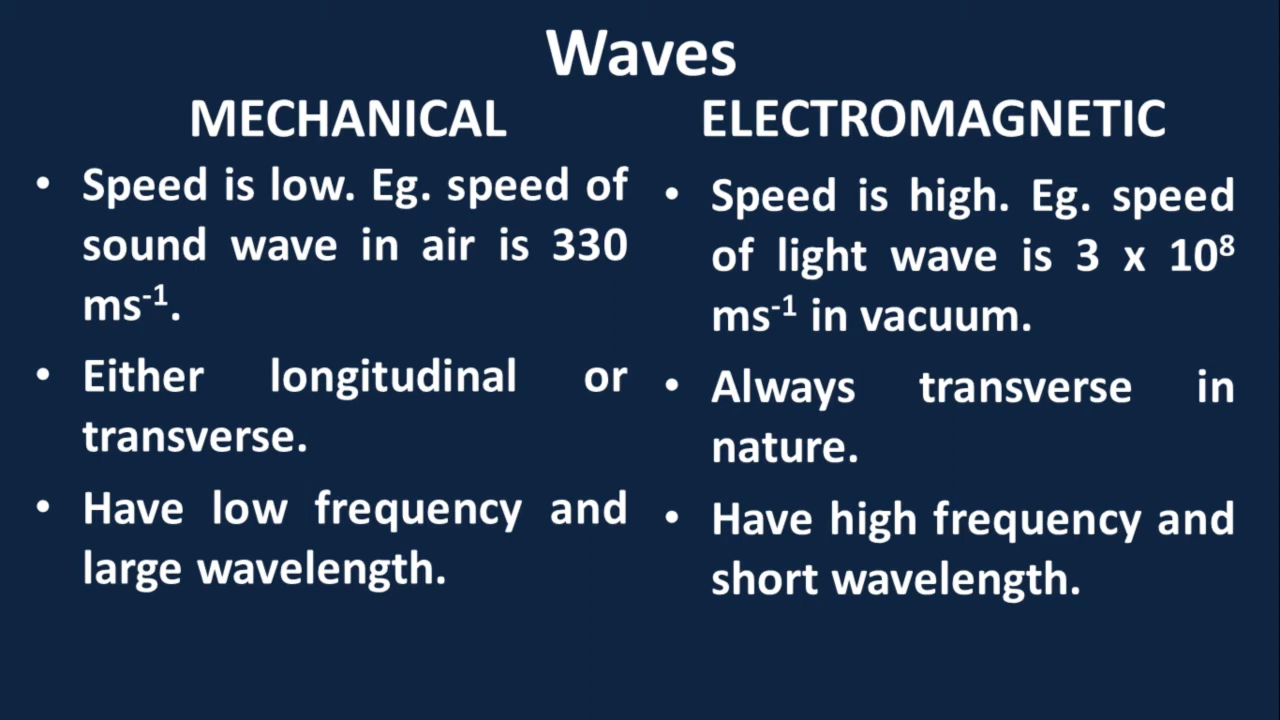 Waves
MECHANICAL
• Speed is low. Eg. speed of
sound wave in air is 330
ms⁻¹.
• Either longitudinal or
transverse.
• Have low frequency and
large wavelength.
ELECTROMAGNETIC
• Speed is high. Eg. speed
of light wave is 3 x 10⁸
ms⁻¹ in vacuum.
• Always transverse in
nature.
• Have high frequency and
short wavelength.